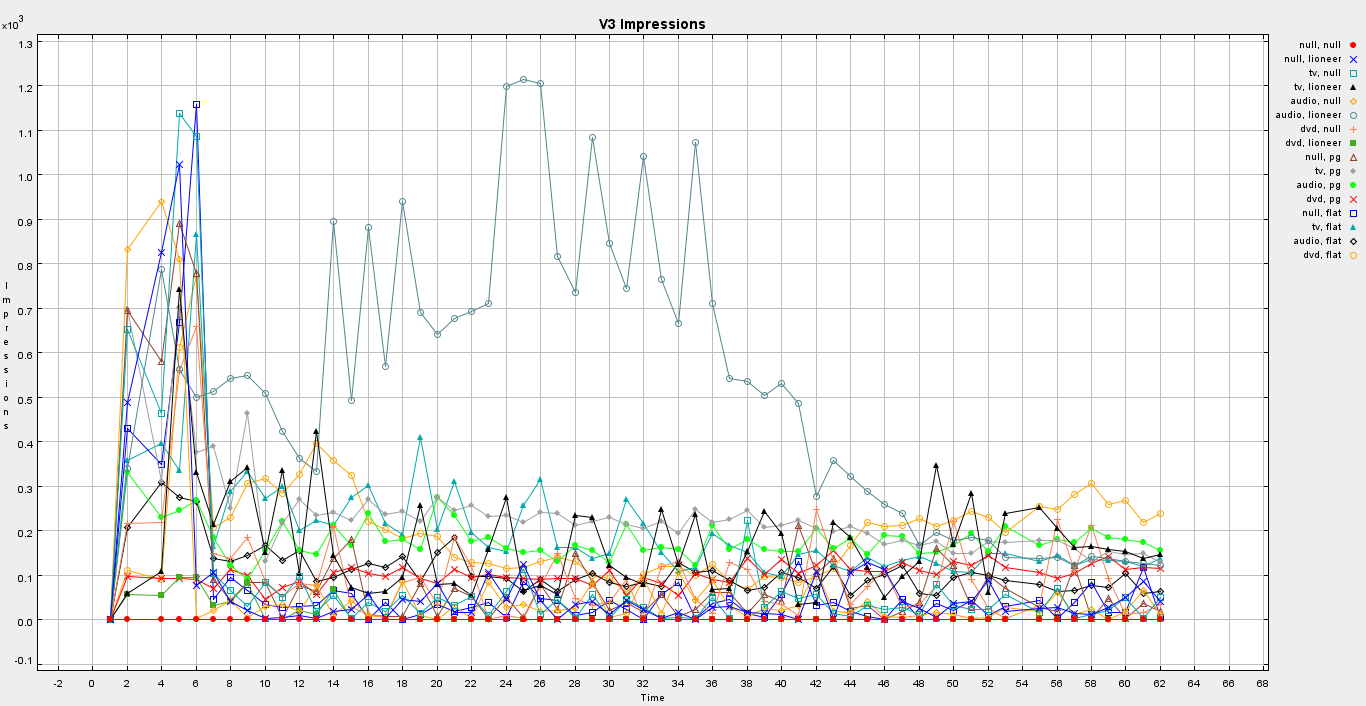 V3 Impressions
x10³
1.3
1.2
1.1
1.0
0.9
0.8
0.7
0.6
0.5
0.4
0.3
0.2
0.1
0.0
-0.1
Impressions
-2 0 2 4 6 8 10 12 14 16 18 20 22 24 26 28 30 32 34 36 38 40 42 44 46 48 50 52 54 56 58 60 62 64 66 68
Time
null, null
null, lioneer
tv, null
tv, lioneer
audio, null
audio, lioneer
dvd, null
dvd, lioneer
null, pg
tv, pg
audio, pg
dvd, pg
null, flat
tv, flat
audio, flat
dvd, flat